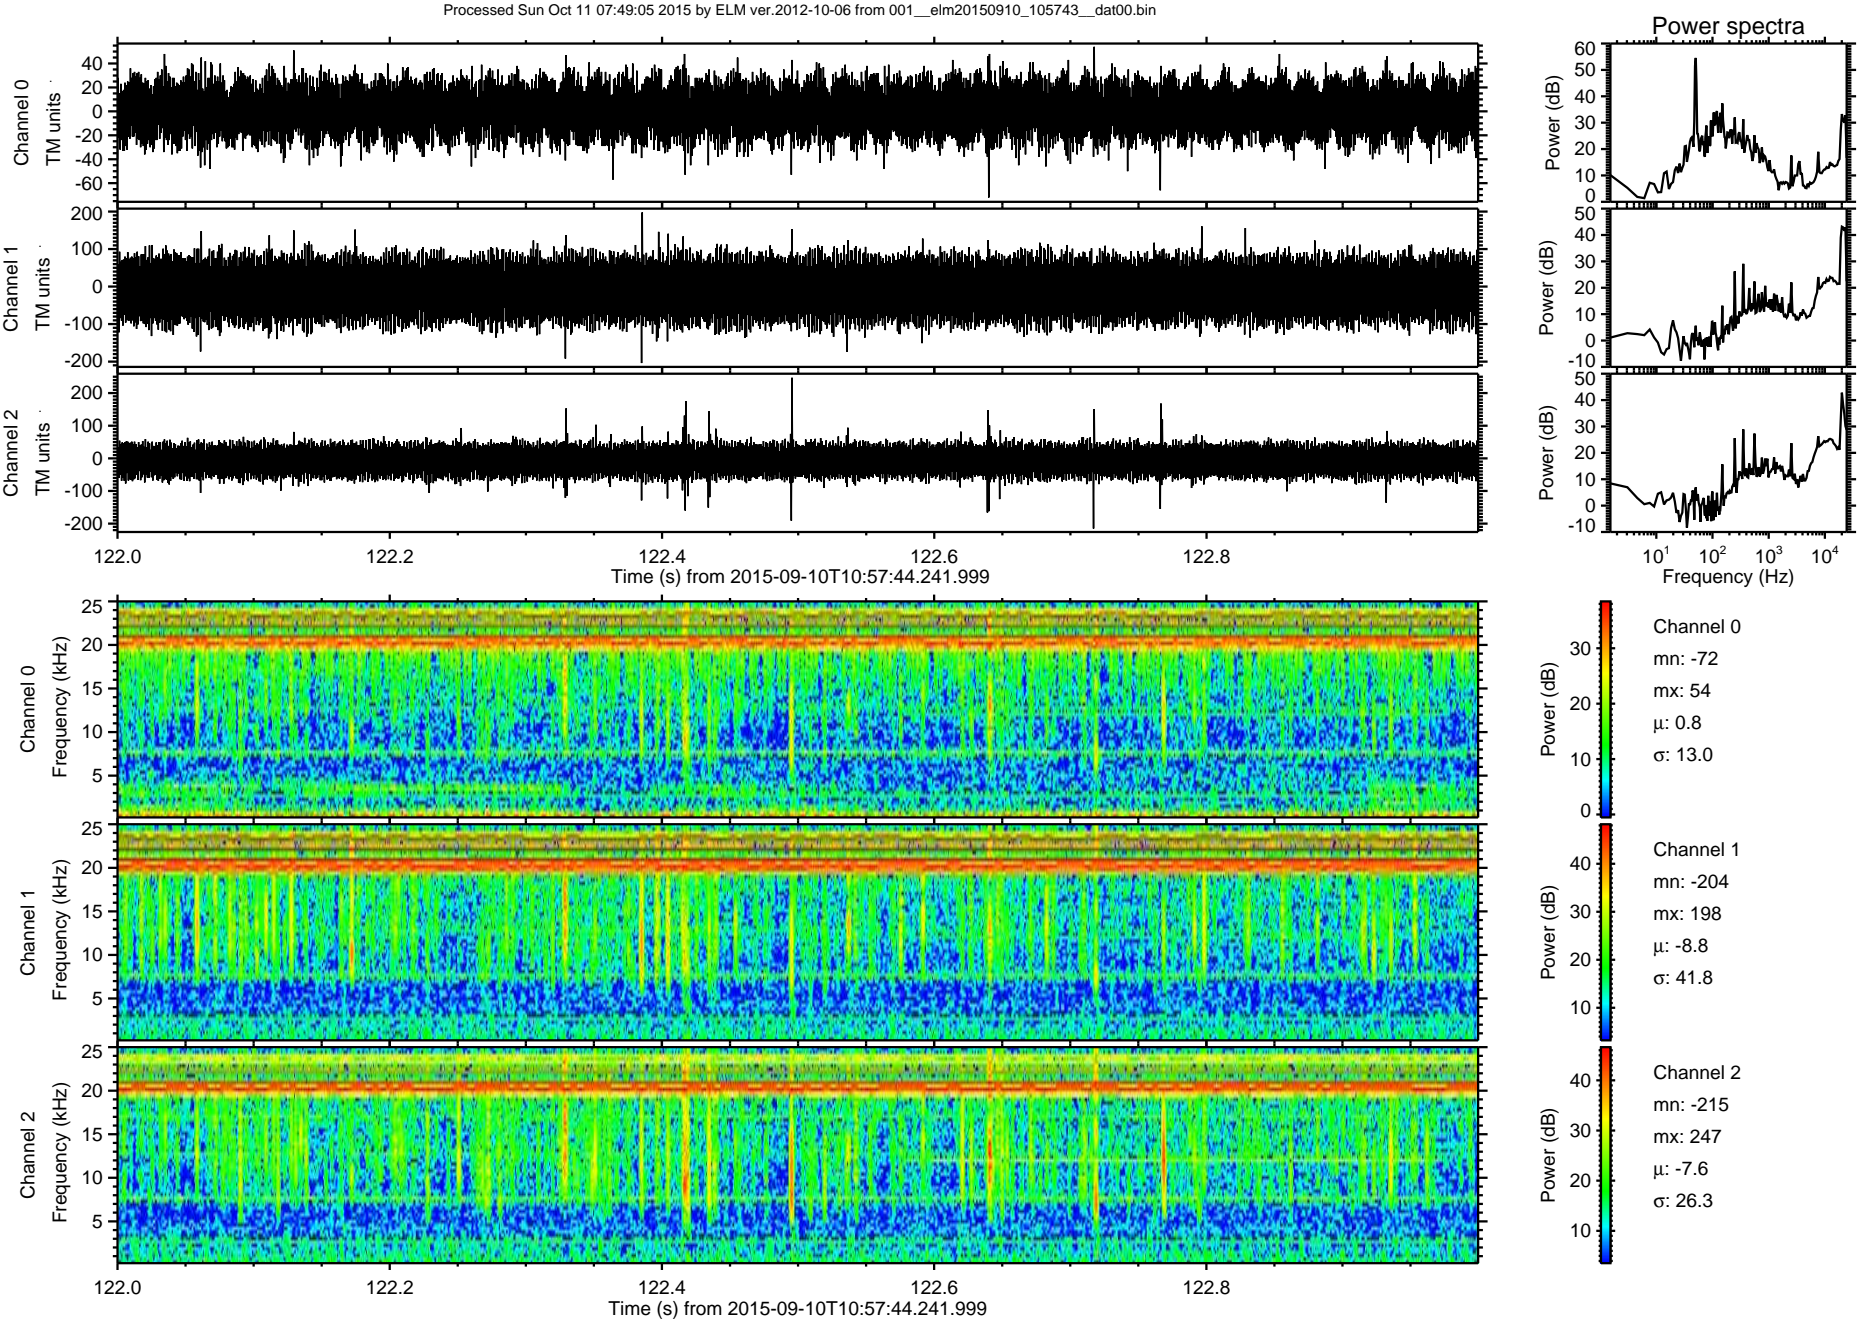 Processed Sun Oct 11 07:49:05 2015 by ELM ver.2012-10-06 from 001__elm20150910_105743__dat00.bin
Power spectra
Channel 0
TM units
40
20
0
-20
-40
-60
Power (dB)
60
50
40
30
20
10
0
Channel 1
TM units
200
100
0
-100
-200
Power (dB)
50
40
30
20
10
0
-10
Channel 2
TM units
200
100
0
-100
-200
Power (dB)
50
40
30
20
10
0
-10
122.0 122.2 122.4 122.6 122.8
Time (s) from 2015-09-10T10:57:44.241.999
10¹ 10² 10³ 10⁴
Frequency (Hz)
Channel 0
Frequency (kHz)
25
20
15
10
5
Power (dB)
30
20
10
0
Channel 0
mn: -72
mx: 54
μ: 0.8
σ: 13.0
Channel 1
Frequency (kHz)
25
20
15
10
5
Power (dB)
40
30
20
10
Channel 1
mn: -204
mx: 198
μ: -8.8
σ: 41.8
Channel 2
Frequency (kHz)
25
20
15
10
5
Power (dB)
40
30
20
10
Channel 2
mn: -215
mx: 247
μ: -7.6
σ: 26.3
122.0 122.2 122.4 122.6 122.8
Time (s) from 2015-09-10T10:57:44.241.999